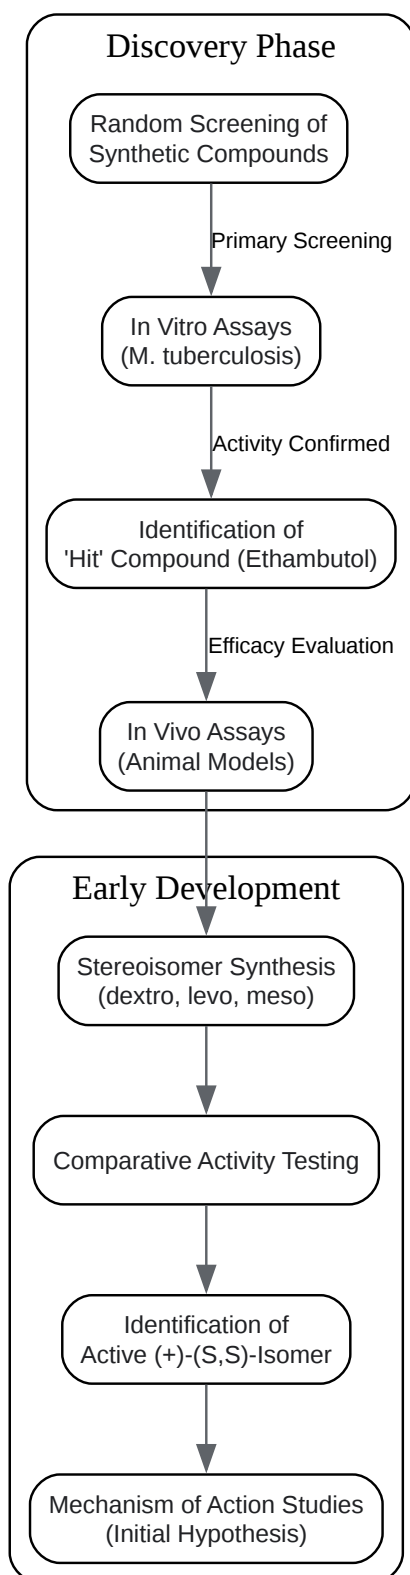 Discovery Phase
Random Screening of
Synthetic Compounds
Primary Screening
In Vitro Assays
(M. tuberculosis)
Activity Confirmed
Identification of
'Hit' Compound (Ethambutol)
Efficacy Evaluation
In Vivo Assays
(Animal Models)
Early Development
Stereoisomer Synthesis
(dextro, levo, meso)
Comparative Activity Testing
Identification of
Active (+)-(S,S)-Isomer
Mechanism of Action Studies
(Initial Hypothesis)